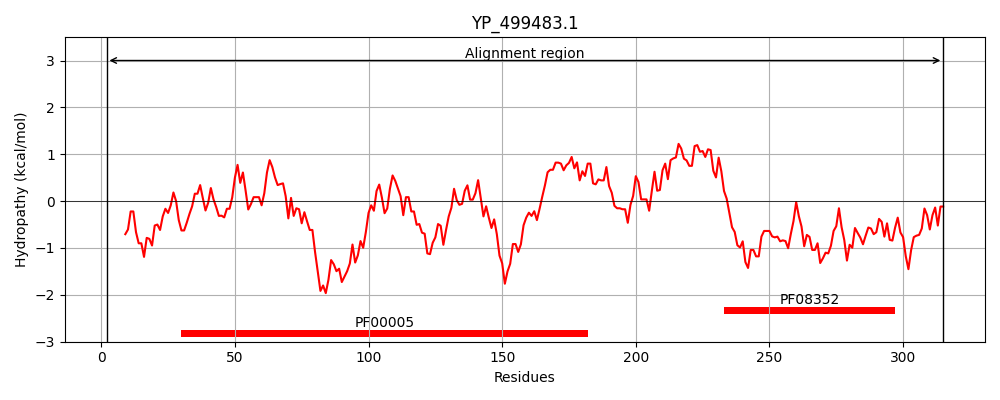 YP_499483.1
Alignment region
Hydropathy (kcal/mol)
3
2
1
0
−1
−2
−3
PF08352
PF00005
0 50 100 150 200 250 300
Residues